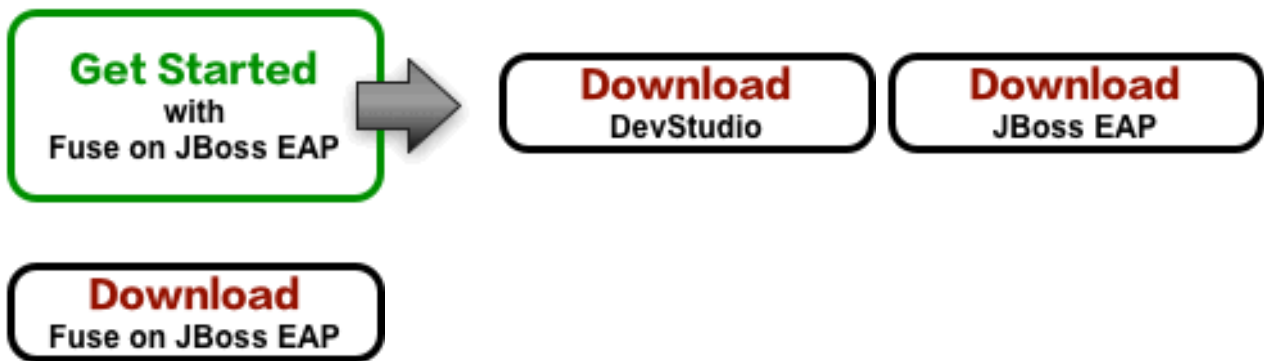 Get Started
with
Fuse on JBoss EAP
Download
DevStudio
Download
JBoss EAP
Download
Fuse on JBoss EAP